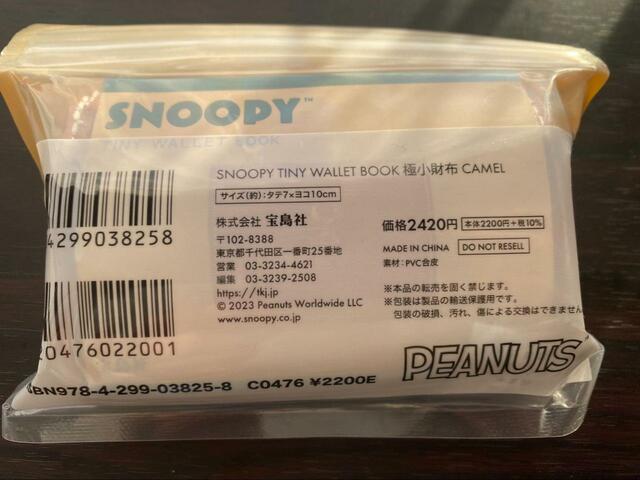 SNOOPY™
TINY WALLET BOOK
SNOOPY TINY WALLET BOOK 極小財布 CAMEL
サイズ(約):タテ7×ヨコ10cm
4299038258
株式会社 宝島社
〒102-8388
東京都千代田区一番町25番地
営業 03-3234-4621
編集 03-3239-2508
https://tkj.jp
© 2023 Peanuts Worldwide LLC
www.snoopy.co.jp
価格2420円 本体2200円+税10%
MADE IN CHINA DO NOT RESELL
素材:PVC合皮
※本品の転売を固く禁じます。
※包装は製品の輸送保護用です。
包装の破損、汚れ、傷による交換はできません
20476022001
PEANUTS
BN978-4-299-03825-8 C0476 ¥2200E